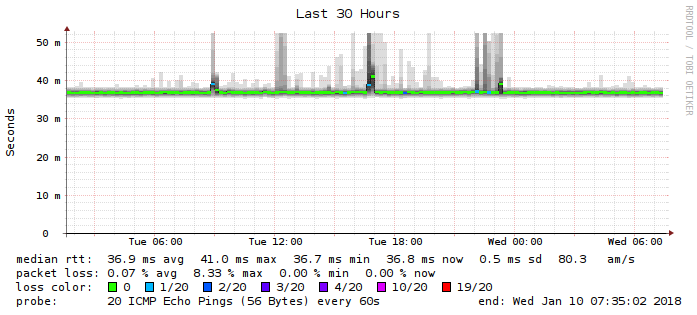 Last 30 Hours
RRDTOOL / TOBI OETIKER
Seconds
50 m
40 m
30 m
20 m
10 m
0
Tue 06:00 Tue 12:00 Tue 18:00 Wed 00:00 Wed 06:00
median rtt: 36.9 ms avg 41.0 ms max 36.7 ms min 36.8 ms now 0.5 ms sd 80.3 am/s
packet loss: 0.07 % avg 8.33 % max 0.00 % min 0.00 % now
loss color: 0 1/20 2/20 3/20 4/20 10/20 19/20
probe: 20 ICMP Echo Pings (56 Bytes) every 60s end: Wed Jan 10 07:35:02 2018